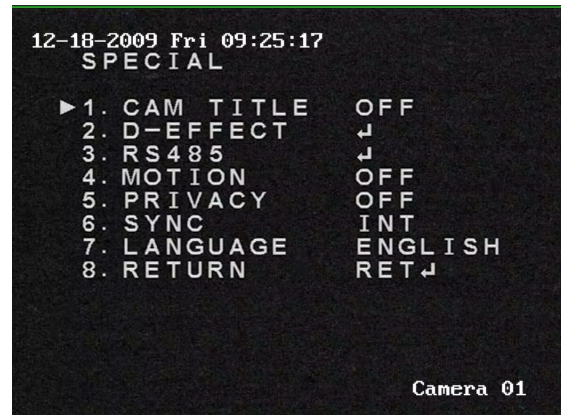 12-18-2009 Fri 09:25:17
SPECIAL
▶1. CAM TITLE OFF
2. D-EFFECT ↲
3. RS485 ↲
4. MOTION OFF
5. PRIVACY OFF
6. SYNC INT
7. LANGUAGE ENGLISH
8. RETURN RET↲
Camera 01